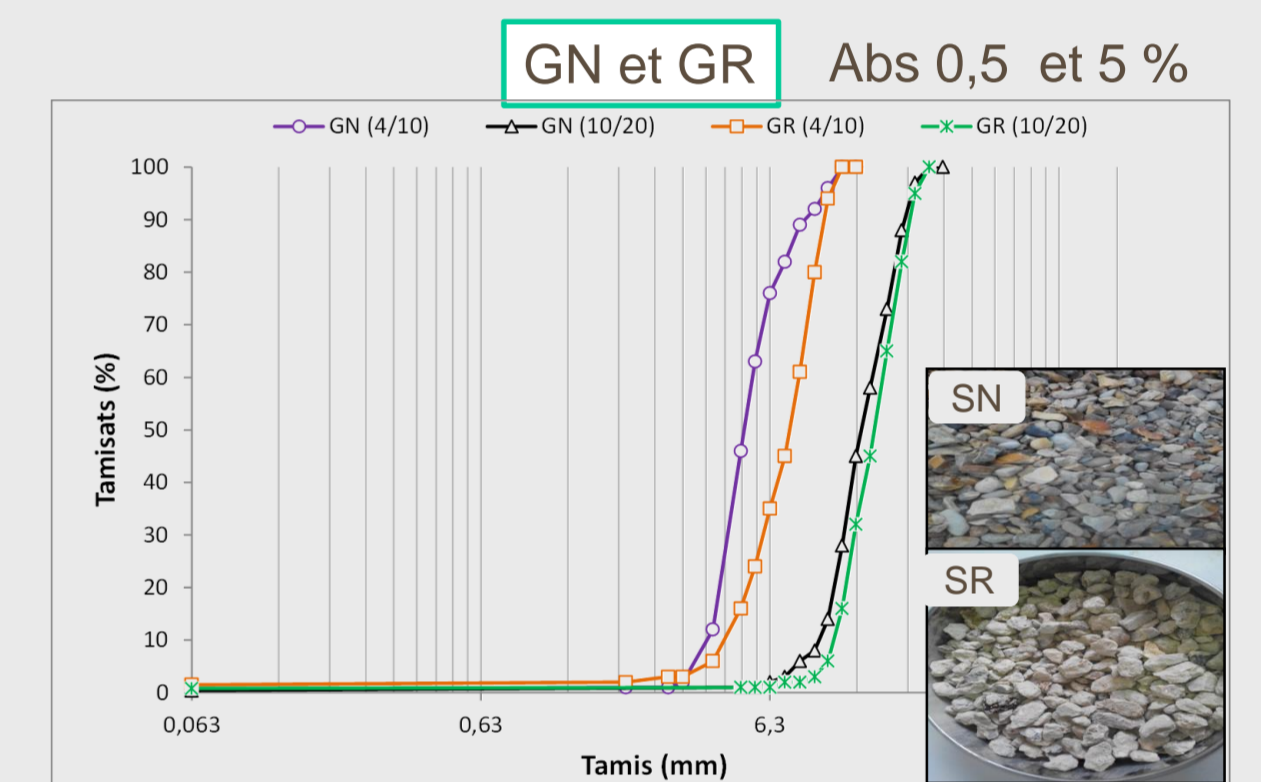 GN et GR Abs 0,5 et 5 %
GN (4/10) GN (10/20) GR (4/10) GR (10/20)
100
90
80
70
60
50
40
30
20
10
0
Tamisats (%)
0,063 0,63 6,3
Tamis (mm)
SN
SR